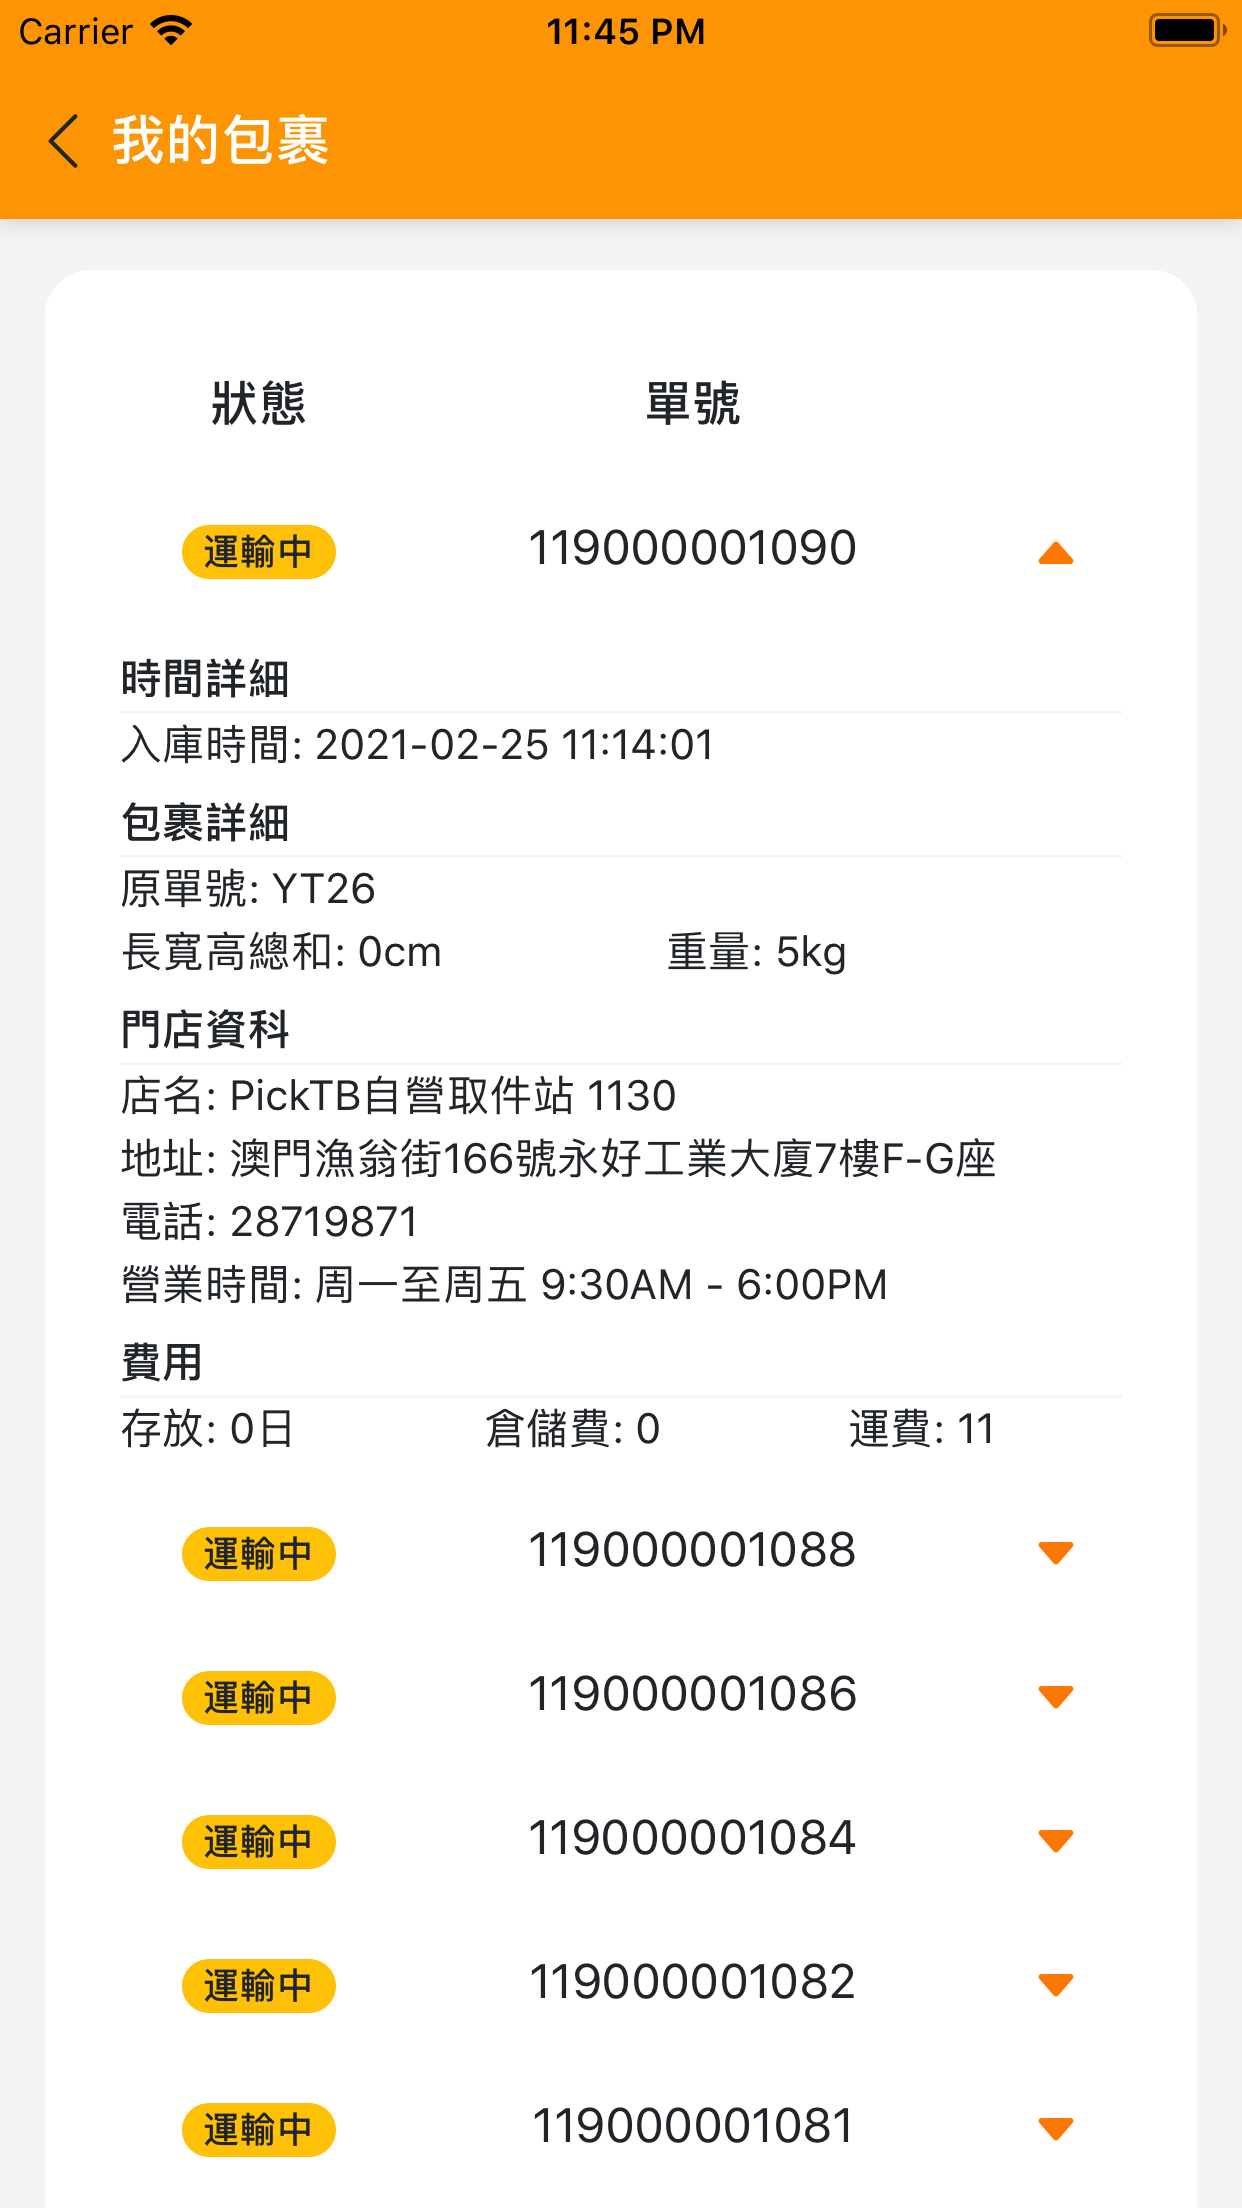 Carrier 11:45 PM
我的包裹
狀態 單號
運輸中 119000001090
時間詳細
入庫時間: 2021-02-25 11:14:01
包裹詳細
原單號: YT26
長寬高總和: 0cm 重量: 5kg
門店資科
店名: PickTB自營取件站 1130
地址: 澳門漁翁街166號永好工業大廈7樓F-G座
電話: 28719871
營業時間: 周一至周五 9:30AM - 6:00PM
費用
存放: 0日 倉儲費: 0 運費: 11
運輸中 119000001088
運輸中 119000001086
運輸中 119000001084
運輸中 119000001082
運輸中 119000001081